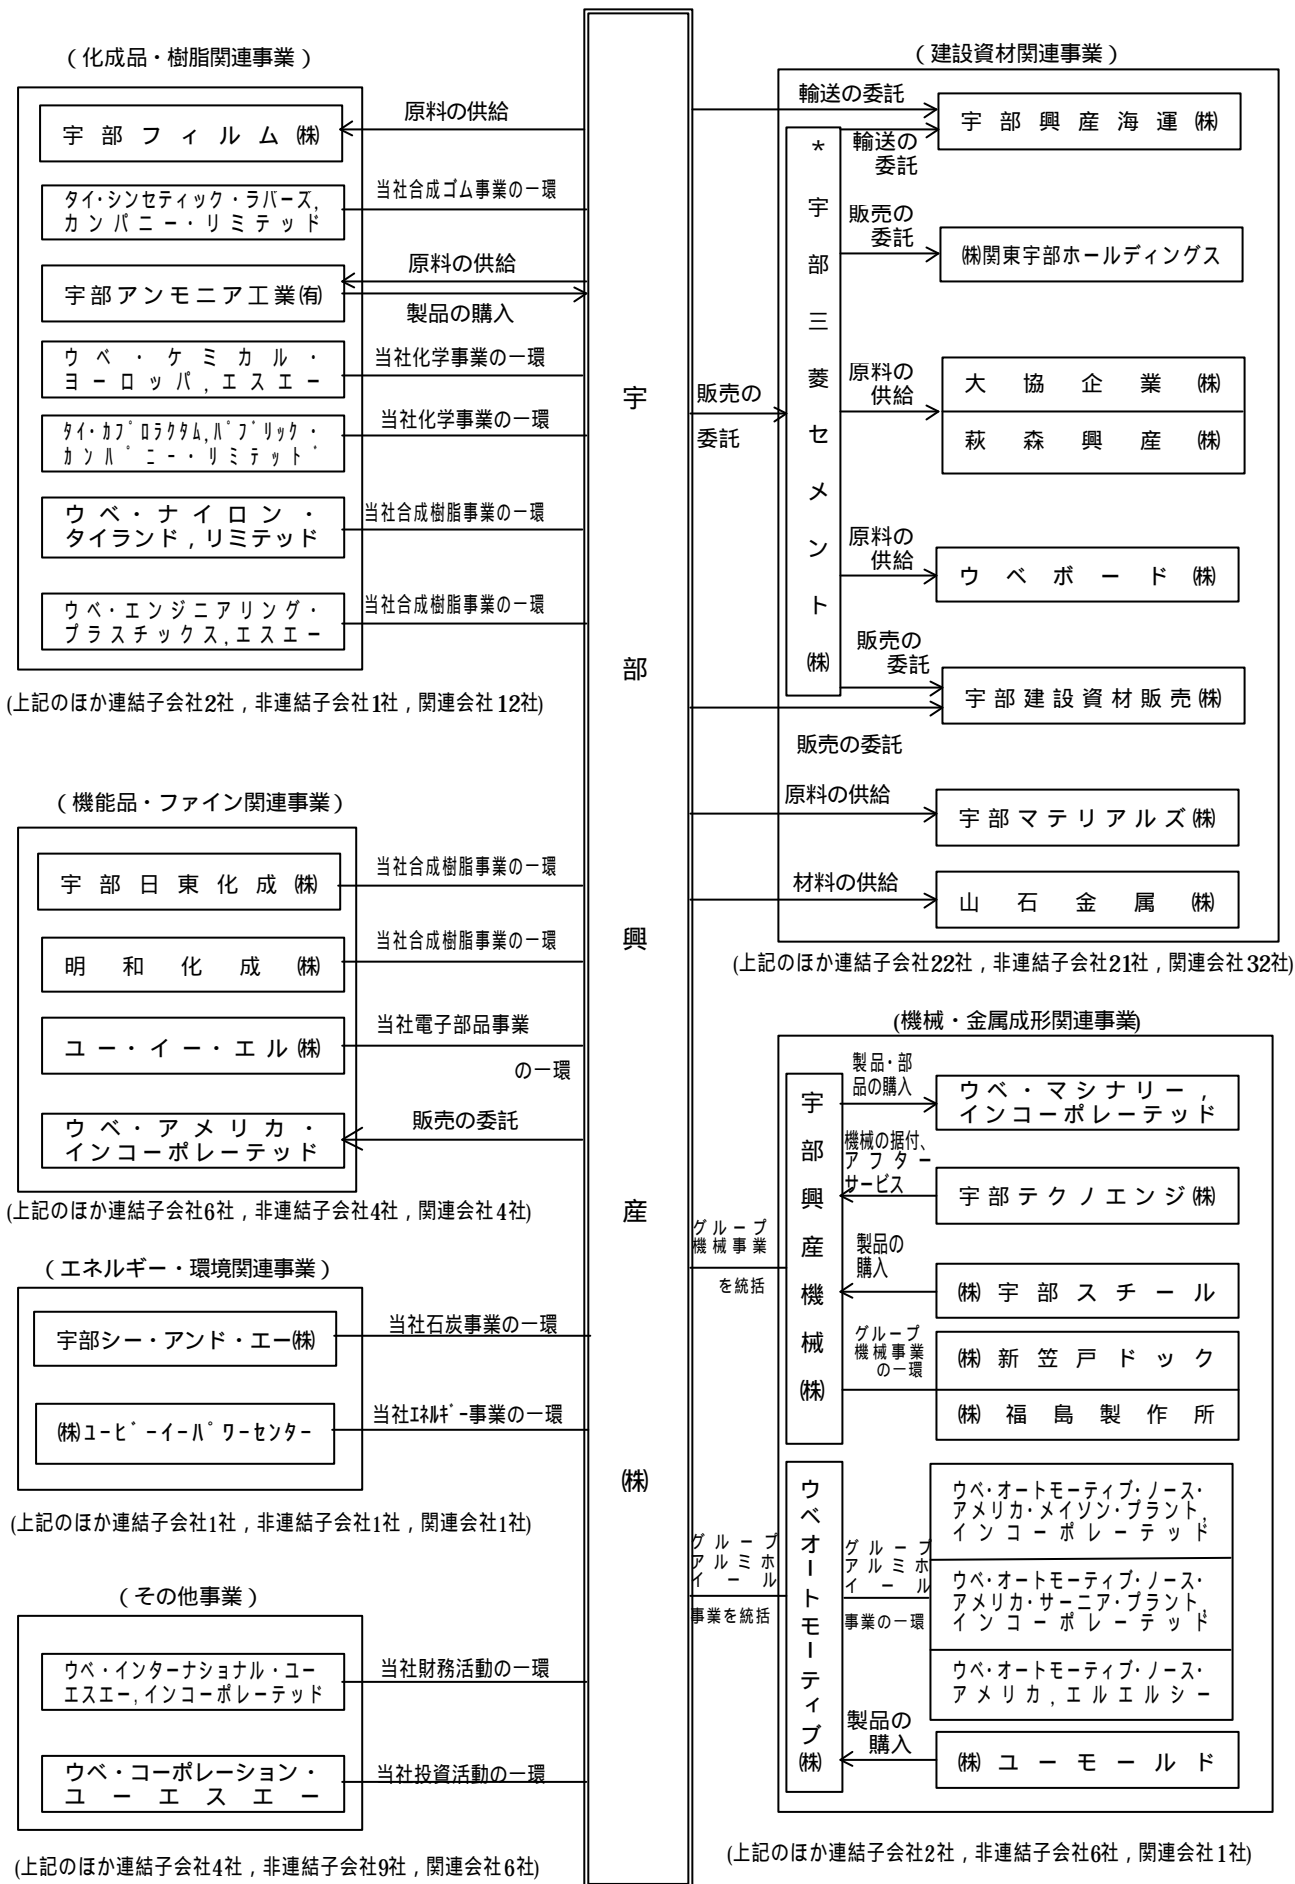 (化成品・樹脂関連事業)
宇部フィルム㈱
原料の供給
タイ・シンセティック・ラバーズ,
カンパニー・リミテッド
当社合成ゴム事業の一環
宇部アンモニア工業㈲
原料の供給
製品の購入
ウベ・ケミカル・
ヨーロッパ,エスエー
当社化学事業の一環
タイ・カプロラクタム,パブリック・
カンパニー・リミテッド
当社化学事業の一環
ウベ・ナイロン・
タイランド,リミテッド
当社合成樹脂事業の一環
ウベ・エンジニアリング・
プラスチックス,エスエー
当社合成樹脂事業の一環
(上記のほか連結子会社2社,非連結子会社1社,関連会社12社)
(機能品・ファイン関連事業)
宇部日東化成㈱
当社合成樹脂事業の一環
明和化成㈱
当社合成樹脂事業の一環
ユー・イー・エル㈱
当社電子部品事業
の一環
ウベ・アメリカ・
インコーポレーテッド
販売の委託
(上記のほか連結子会社6社,非連結子会社4社,関連会社4社)
(エネルギー・環境関連事業)
宇部シー・アンド・エー㈱
当社石炭事業の一環
㈱ユービーイーパワーセンター
当社エネルギー事業の一環
(上記のほか連結子会社1社,非連結子会社1社,関連会社1社)
(その他事業)
ウベ・インターナショナル・ユー
エスエー,インコーポレーテッド
当社財務活動の一環
ウベ・コーポレーション・
ユーエスエー
当社投資活動の一環
(上記のほか連結子会社4社,非連結子会社9社,関連会社6社)
宇部興産㈱
(建設資材関連事業)
輸送の委託
宇部興産海運㈱
輸送の
委託
販売の
委託
*宇部三菱セメント㈱
販売の
委託
㈱関東宇部ホールディングス
原料の
供給
大協企業㈱
萩森興産㈱
原料の
供給
ウベボード㈱
販売の
委託
宇部建設資材販売㈱
販売の委託
原料の供給
宇部マテリアルズ㈱
材料の供給
山石金属㈱
(上記のほか連結子会社22社,非連結子会社21社,関連会社32社)
(機械・金属成形関連事業)
グループ
機械事業
を統括
宇部興産機械㈱
製品・部
品の購入
ウベ・マシナリー,
インコーポレーテッド
機械の据付、
アフター
サービス
宇部テクノエンジ㈱
製品の
購入
㈱宇部スチール
グループ
機械事業
の一環
㈱新笠戸ドック
㈱福島製作所
グループ
アルミホ
イール
事業を統括
ウベオートモーティブ㈱
グループ
アルミホ
イール
事業の一環
ウベ・オートモーティブ・ノース・
アメリカ・メイソン・プラント,
インコーポレーテッド
ウベ・オートモーティブ・ノース・
アメリカ・サーニア・プラント,
インコーポレーテッド
ウベ・オートモーティブ・ノース・
アメリカ,エルエルシー
製品の
購入
㈱ユーモールド
(上記のほか連結子会社2社,非連結子会社6社,関連会社1社)